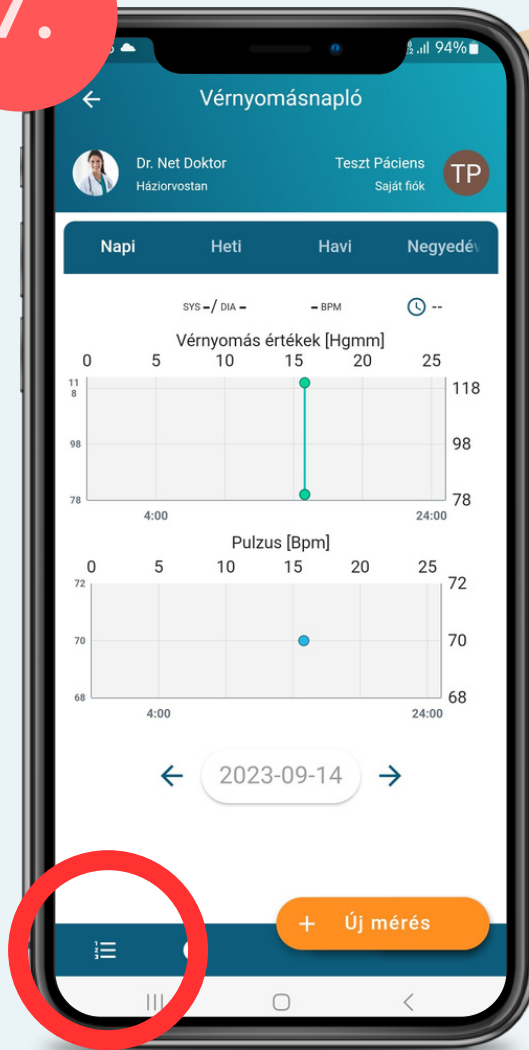 7.
94%
Vérnyomásnapló
Dr. Net Doktor
Háziorvostan
Teszt Páciens
Saját fiók
TP
Napi Heti Havi Negyedév
SYS –/ DIA – – BPM --
Vérnyomás értékek [Hgmm]
0 5 10 15 20 25
118 118
98 98
78 78
4:00 24:00
Pulzus [Bpm]
0 5 10 15 20 25
72 72
70 70
68 68
4:00 24:00
2023-09-14
+ Új mérés